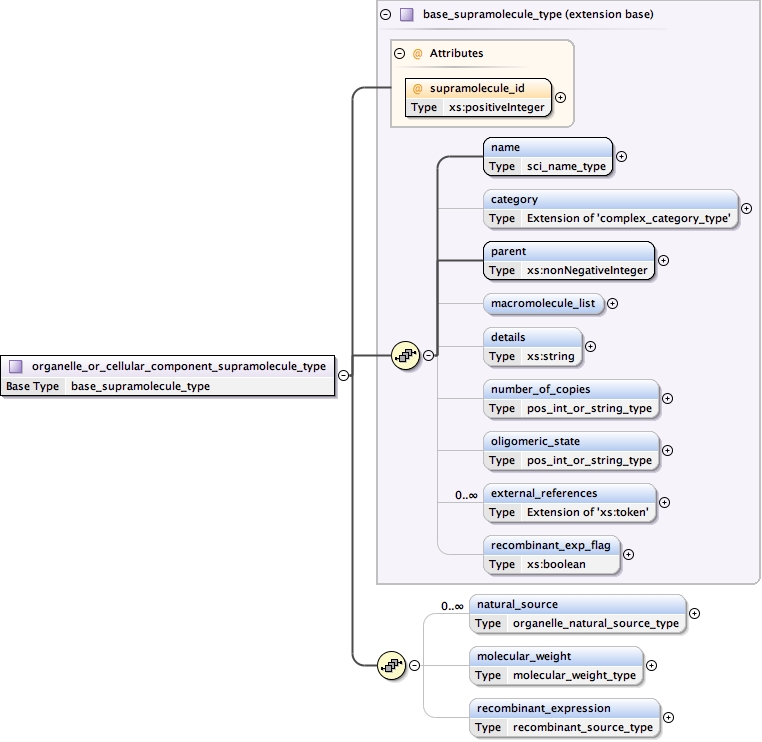 base_supramolecule_type (extension base)
@ Attributes
@ supramolecule_id
Type xs:positiveInteger
name
Type sci_name_type
category
Type Extension of 'complex_category_type'
parent
Type xs:nonNegativeInteger
macromolecule_list
details
Type xs:string
organelle_or_cellular_component_supramolecule_type
Base Type base_supramolecule_type
number_of_copies
Type pos_int_or_string_type
oligomeric_state
Type pos_int_or_string_type
0..∞ external_references
Type Extension of 'xs:token'
recombinant_exp_flag
Type xs:boolean
0..∞ natural_source
Type organelle_natural_source_type
molecular_weight
Type molecular_weight_type
recombinant_expression
Type recombinant_source_type